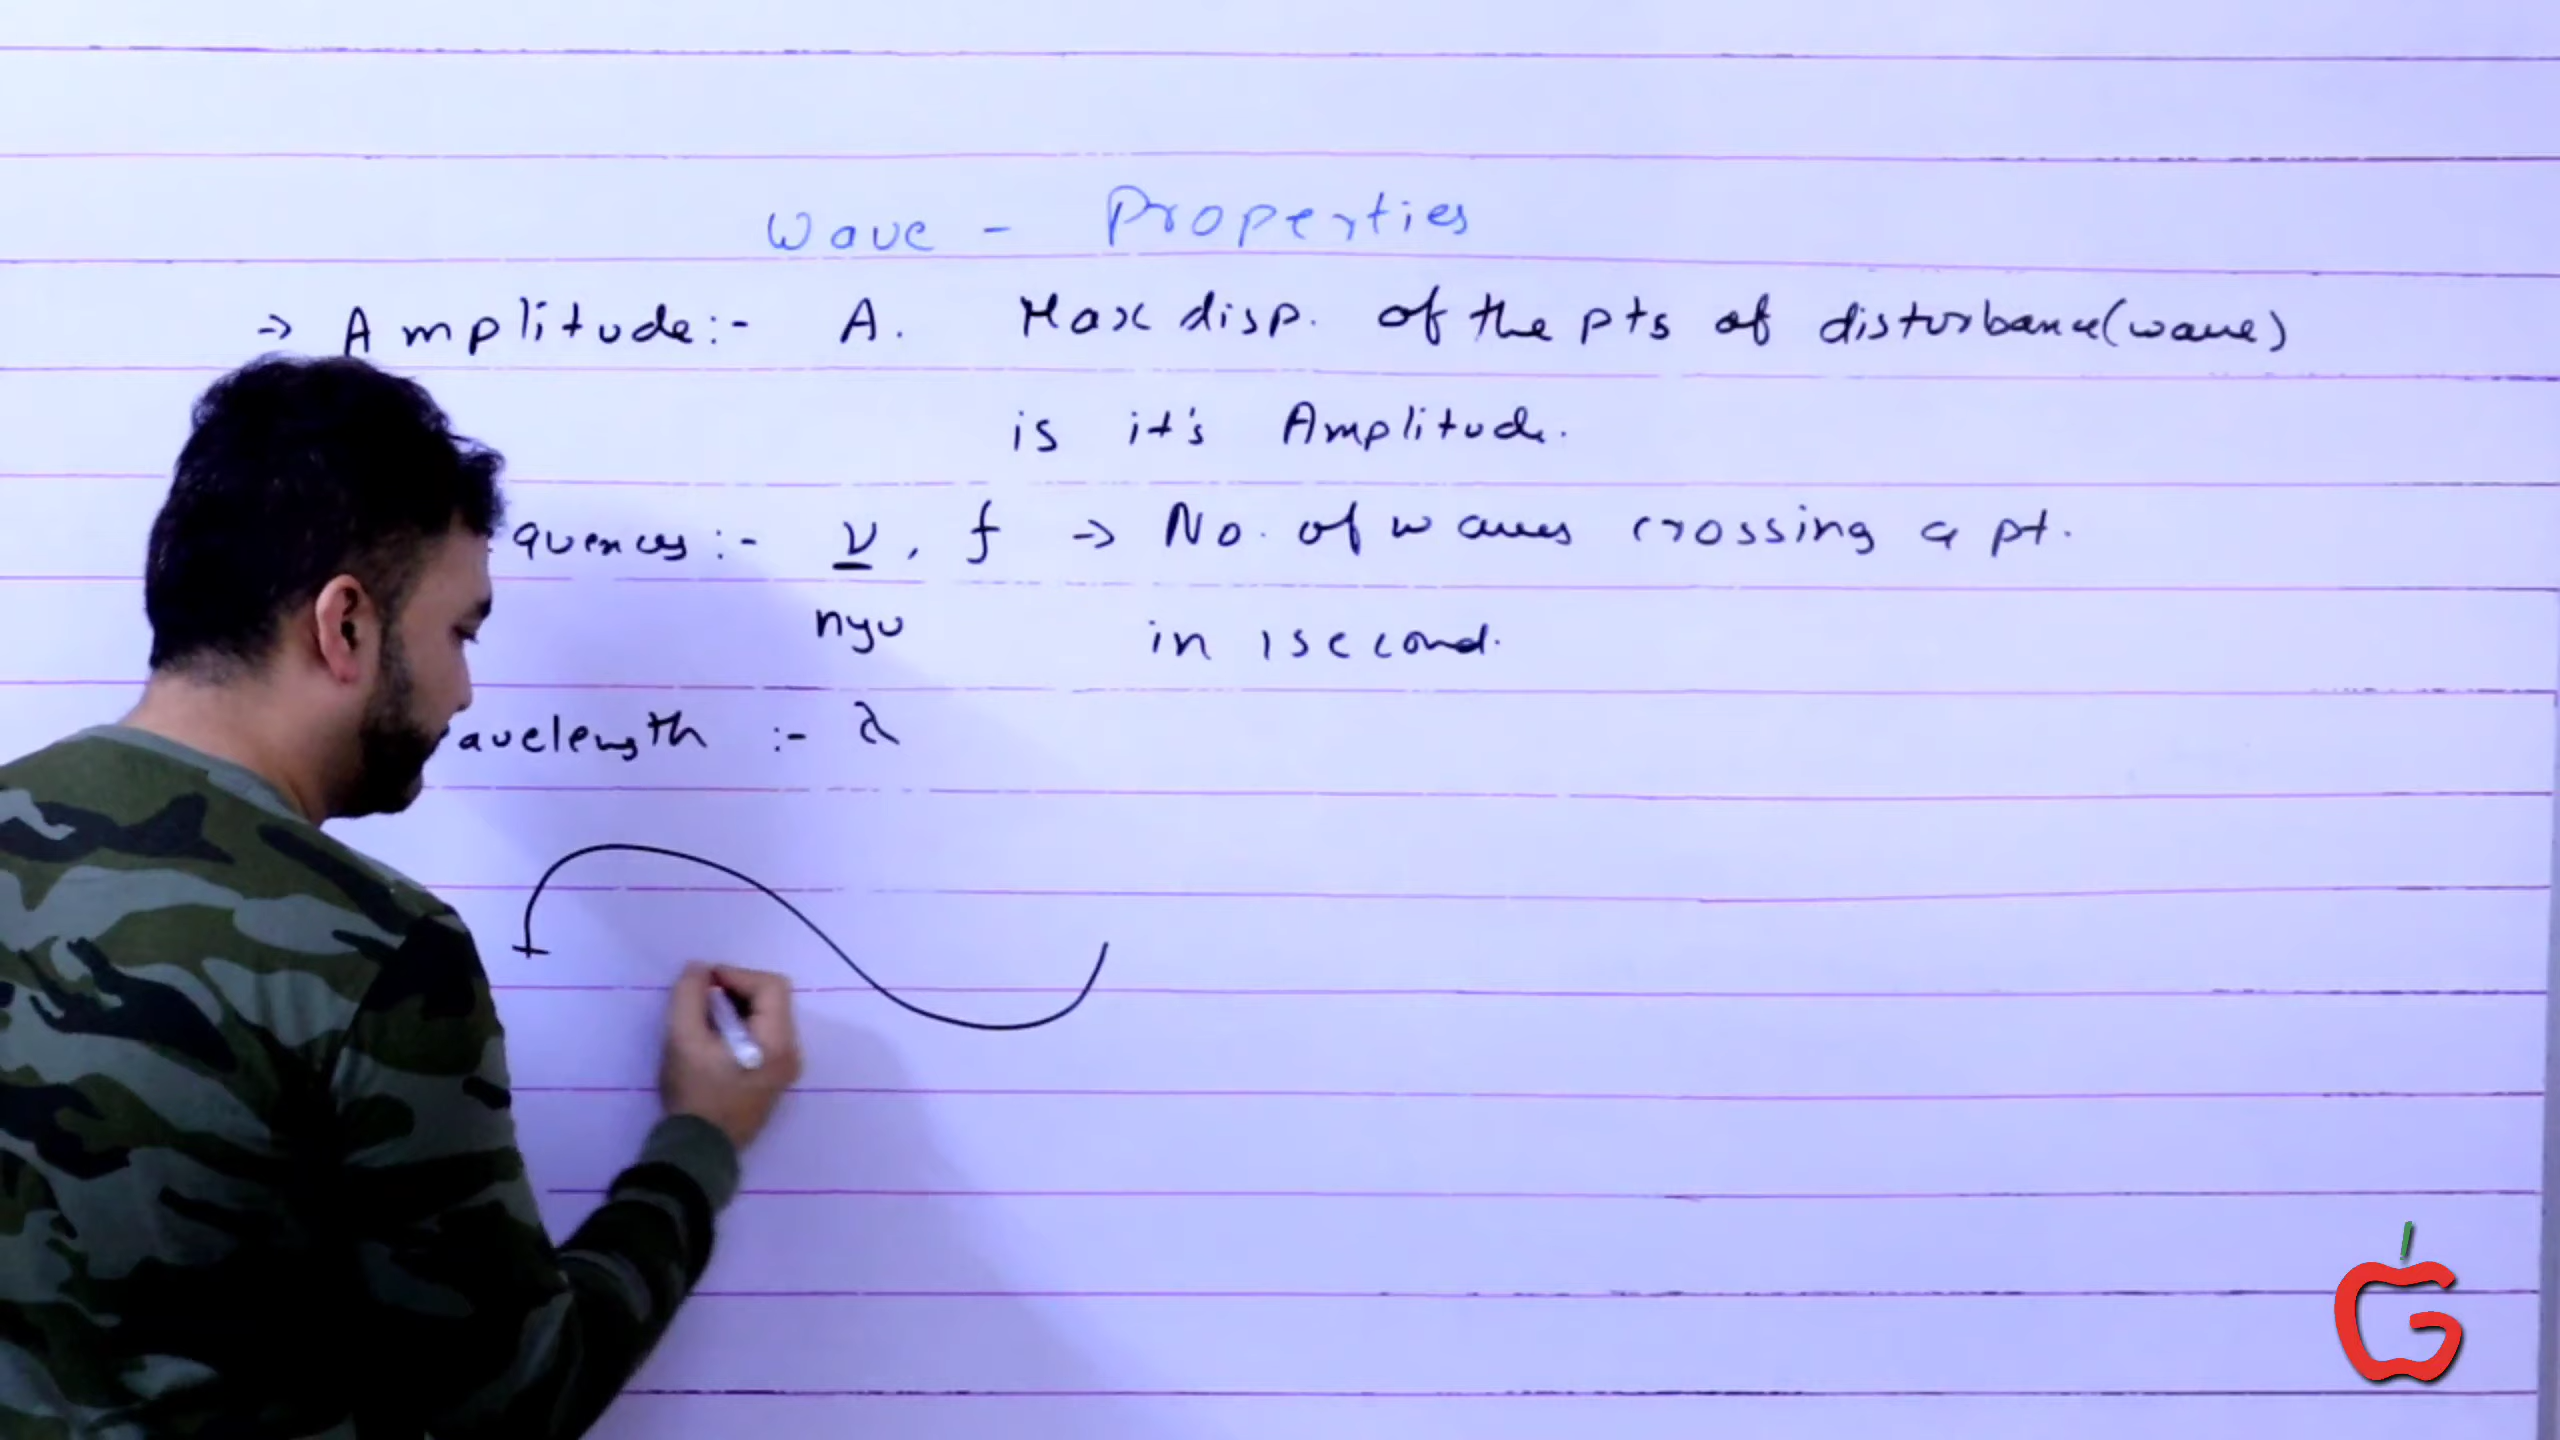 Wave - Properties
→ Amplitude:- A. Max disp. of the pts of disturbance(wave)
is it's Amplitude.
quency :- ν, f → No. of waves crossing a pt.
nyu in 1 second.
avelength :- λ
G